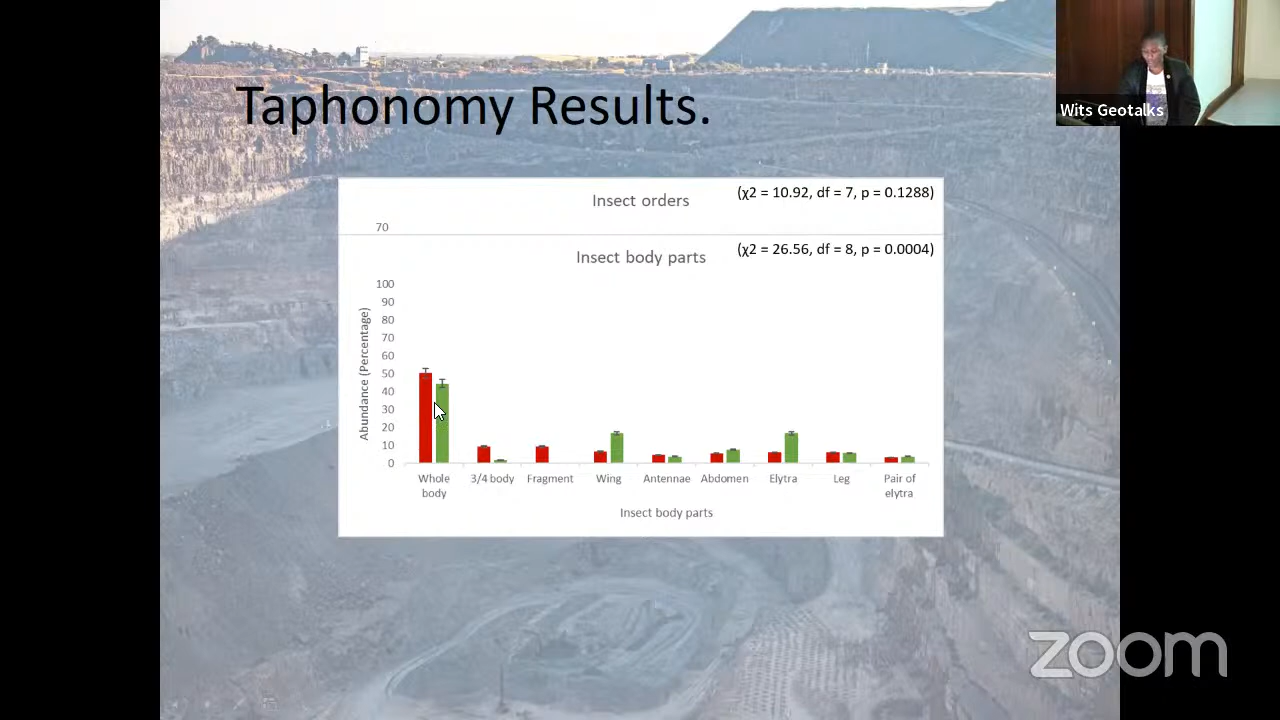 Wits Geotalks
Taphonomy Results.
Insect orders
(χ2 = 10.92, df = 7, p = 0.1288)
70
Insect body parts
(χ2 = 26.56, df = 8, p = 0.0004)
Abundance (Percentage)
100
90
80
70
60
50
40
30
20
10
0
Whole body
3/4 body
Fragment
Wing
Antennae
Abdomen
Elytra
Leg
Pair of elytra
Insect body parts
zoom